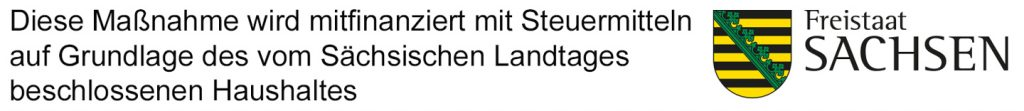 Diese Maßnahme wird mitfinanziert mit Steuermitteln
auf Grundlage des vom Sächsischen Landtages
beschlossenen Haushaltes
Freistaat
SACHSEN